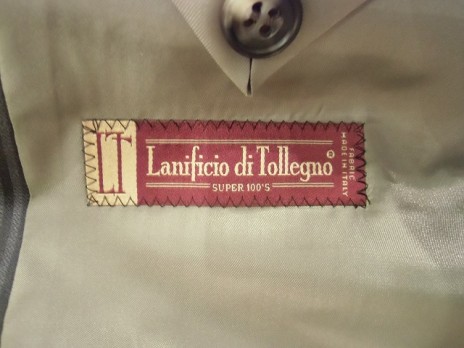 LT
Lanificio di Tollegno®
SUPER 100'S
FABRIC
MADE IN ITALY